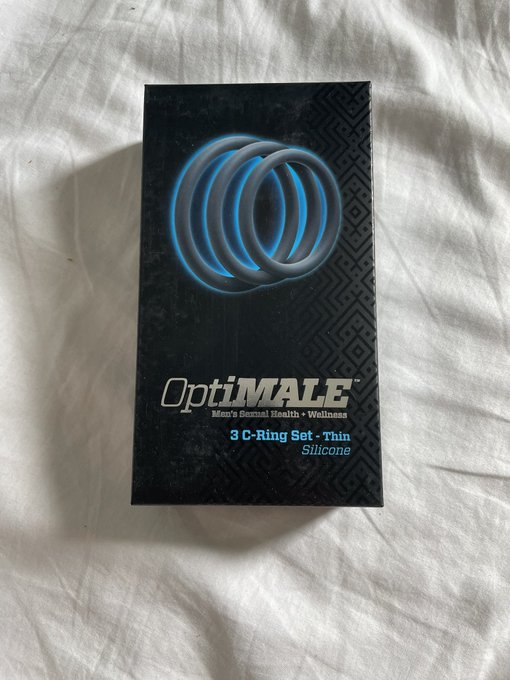 OptiMALE™
Men's Sexual Health + Wellness
3 C-Ring Set - Thin
Silicone